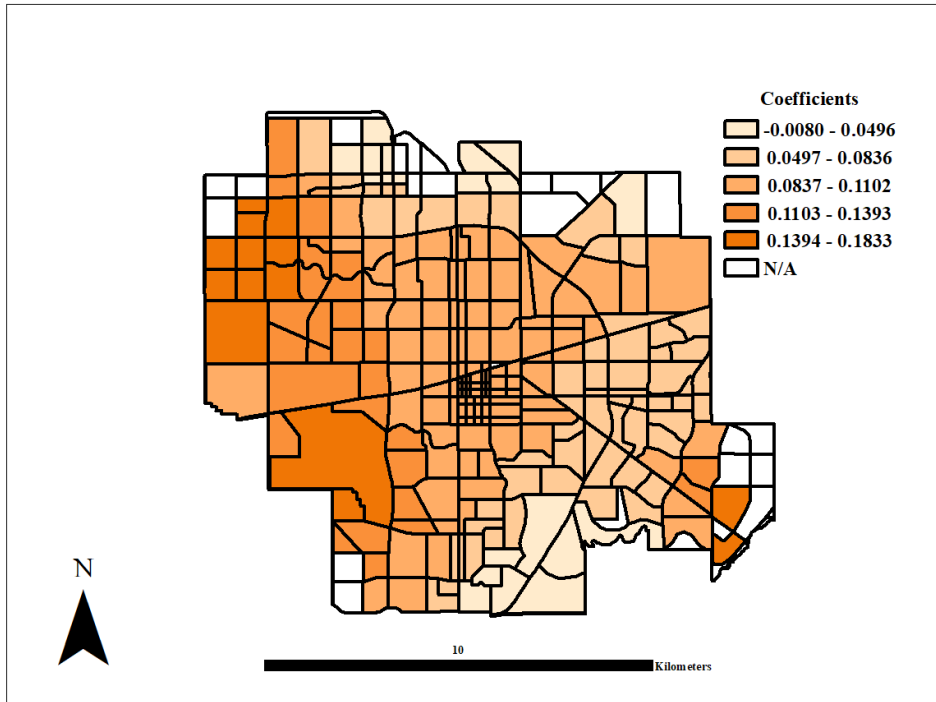 Coefficients
-0.0080 - 0.0496
0.0497 - 0.0836
0.0837 - 0.1102
0.1103 - 0.1393
0.1394 - 0.1833
N/A
N
10
Kilometers